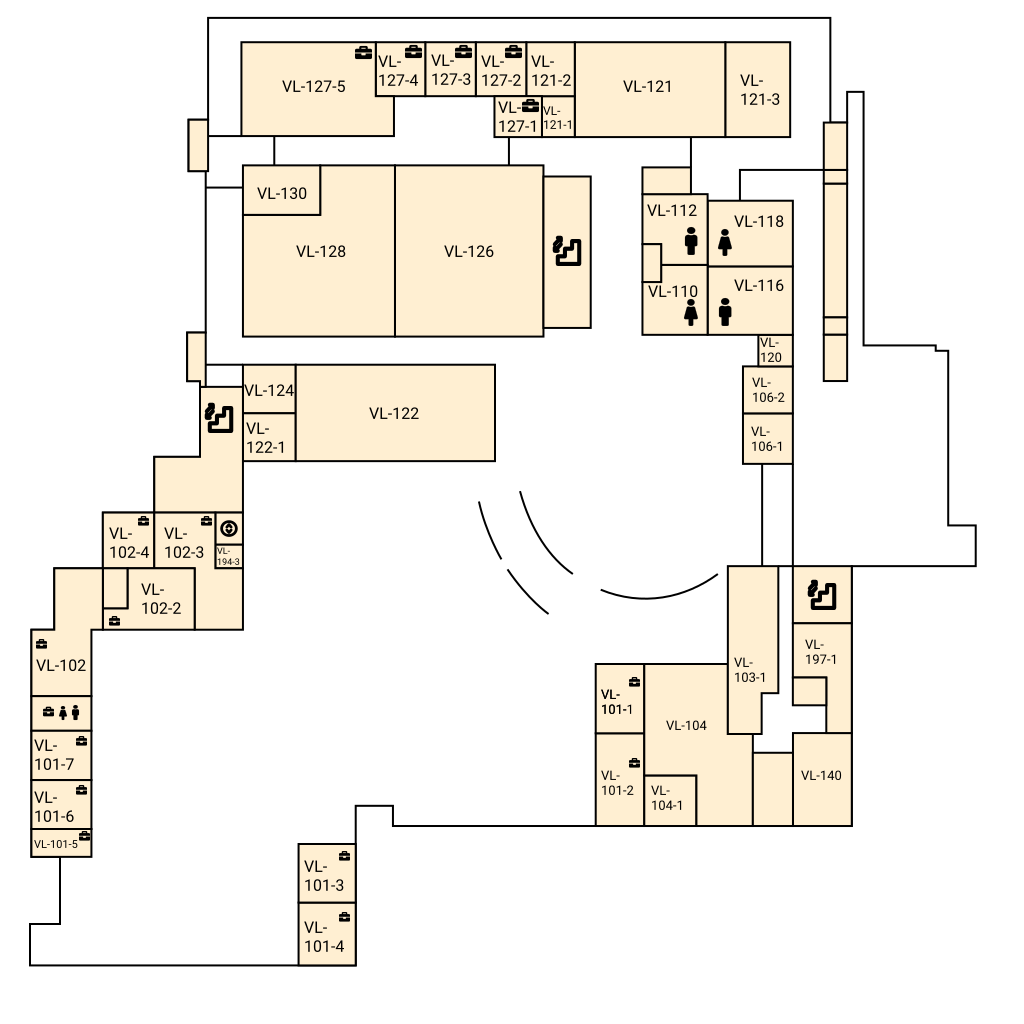 VL-127-5
VL-
127-4
VL-
127-3
VL-
127-2
VL-
121-2
VL-121
VL-
121-3
VL-
127-1
VL-
121-1
VL-130
VL-128
VL-126
VL-112
VL-118
VL-110
VL-116
VL-
120
VL-124
VL-122
VL-
106-2
VL-
122-1
VL-
106-1
VL-
102-4
VL-
102-3
VL-
194-3
VL-
102-2
VL-102
VL-
197-1
VL-
103-1
VL-
101-1
VL-104
VL-
101-7
VL-
101-2
VL-
104-1
VL-140
VL-
101-6
VL-101-5
VL-
101-3
VL-
101-4